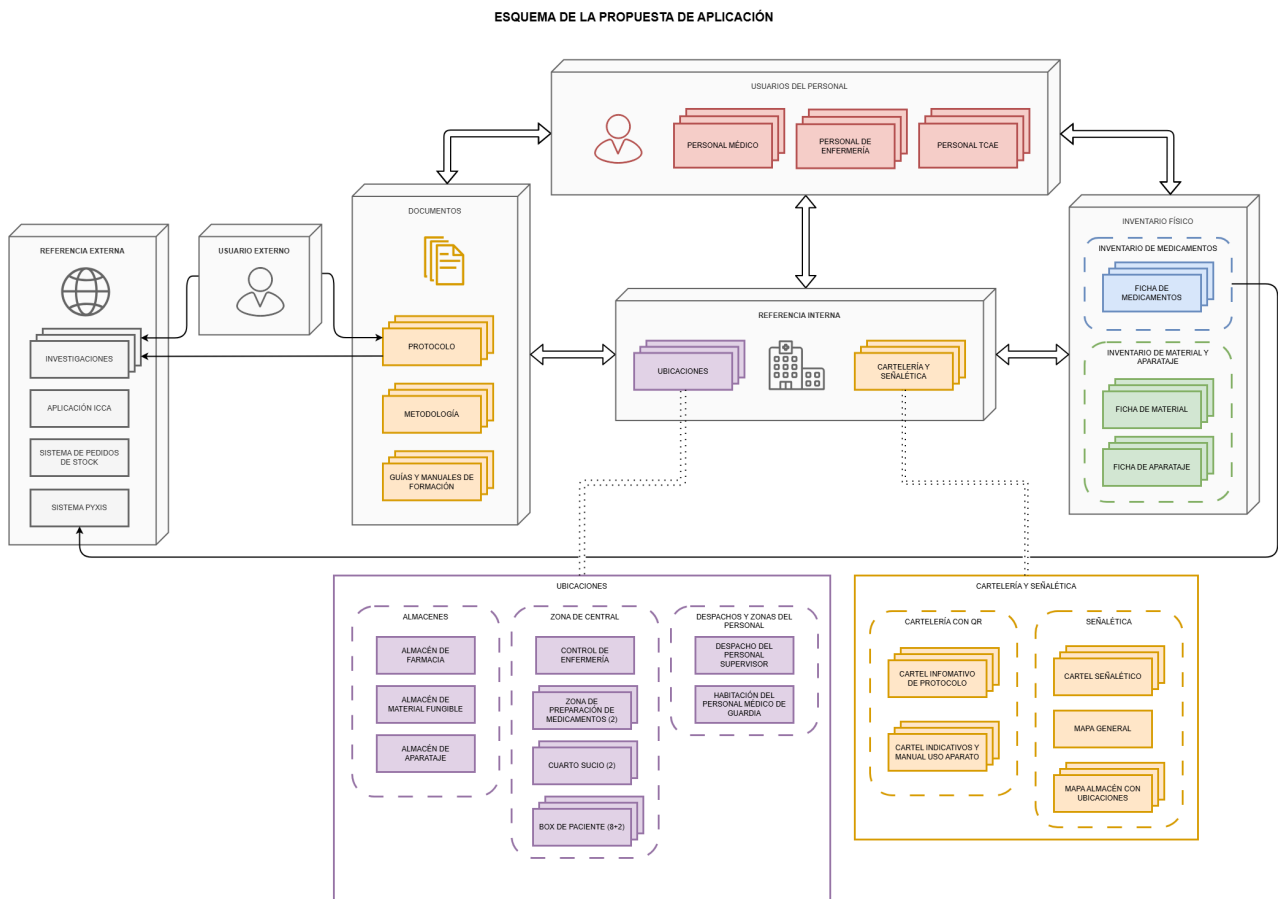 ESQUEMA DE LA PROPUESTA DE APLICACIÓN
USUARIOS DEL PERSONAL
PERSONAL MÉDICO
PERSONAL DE
ENFERMERÍA
PERSONAL TCAE
REFERENCIA EXTERNA
INVESTIGACIONES
APLICACIÓN ICCA
SISTEMA DE PEDIDOS
DE STOCK
SISTEMA PYXIS
USUARIO EXTERNO
DOCUMENTOS
PROTOCOLO
METODOLOGÍA
GUÍAS Y MANUALES DE
FORMACIÓN
REFERENCIA INTERNA
UBICACIONES
CARTELERÍA Y
SEÑALÉTICA
INVENTARIO FÍSICO
INVENTARIO DE MEDICAMENTOS
FICHA DE
MEDICAMENTOS
INVENTARIO DE MATERIAL Y
APARATAJE
FICHA DE MATERIAL
FICHA DE APARATAJE
UBICACIONES
ALMACENES
ALMACÉN DE
FARMACIA
ALMACÉN DE
MATERIAL FUNGIBLE
ALMACÉN DE
APARATAJE
ZONA DE CENTRAL
CONTROL DE
ENFERMERÍA
ZONA DE
PREPARACIÓN DE
MEDICAMENTOS (2)
CUARTO SUCIO (2)
BOX DE PACIENTE (8+2)
DESPACHOS Y ZONAS DEL
PERSONAL
DESPACHO DEL
PERSONAL
SUPERVISOR
HABITACIÓN DEL
PERSONAL MÉDICO DE
GUARDIA
CARTELERÍA Y SEÑALÉTICA
CARTELERÍA CON QR
CARTEL INFOMATIVO
DE PROTOCOLO
CARTEL INDICATIVOS Y
MANUAL USO APARATO
SEÑALÉTICA
CARTEL SEÑALÉTICO
MAPA GENERAL
MAPA ALMACÉN CON
UBICACIONES